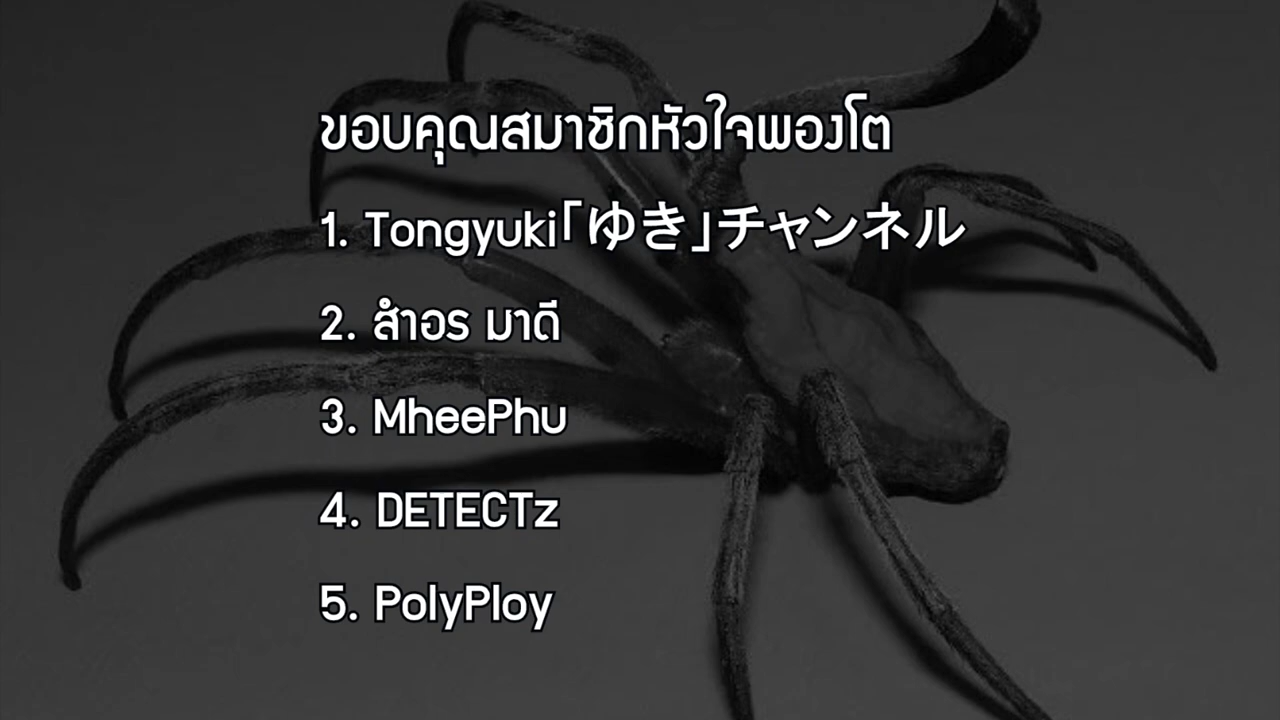 ขอบคุณสมาชิกหัวใจพองโต
1. Tongyuki「ゆき」チャンネル
2. สำอร มาดี
3. MheePhu
4. DETECTz
5. PolyPloy